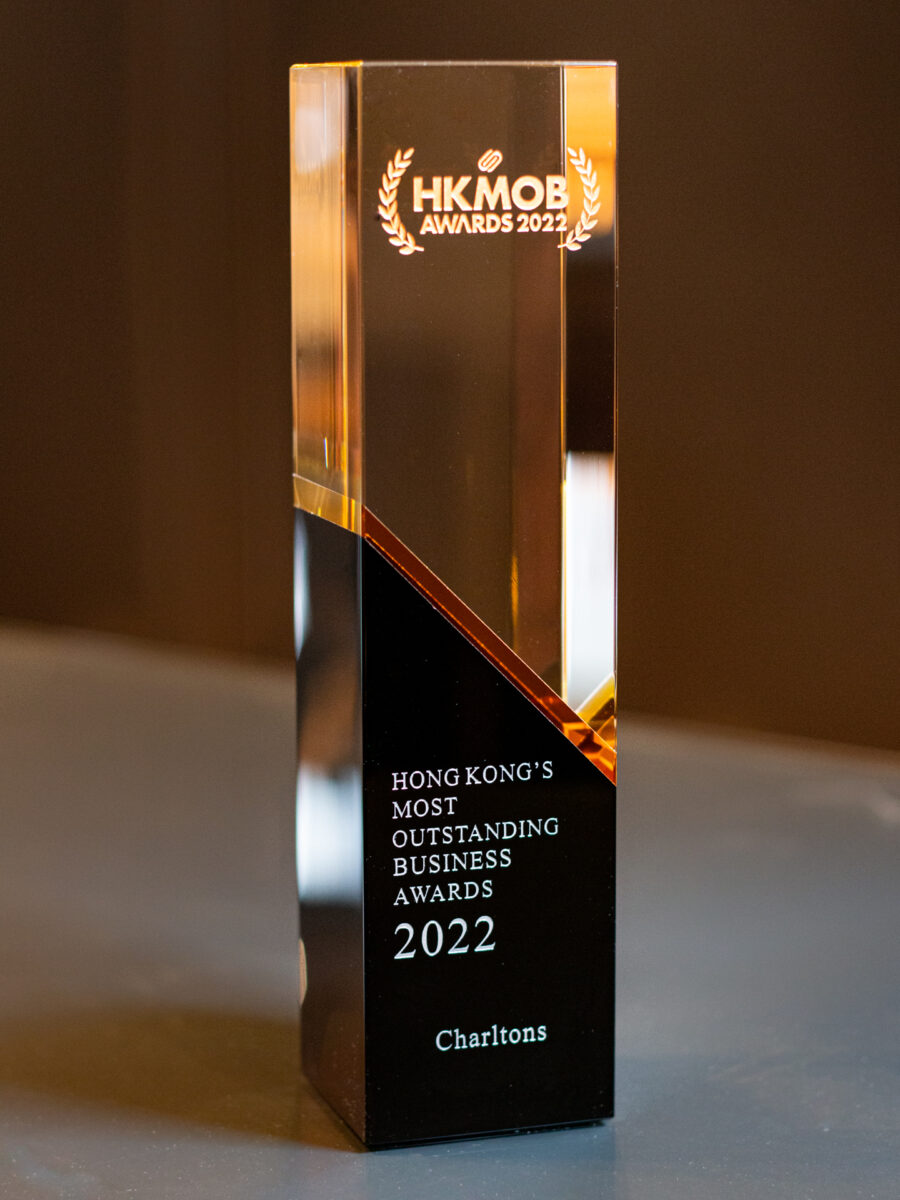 HKMOB
AWARDS 2022
HONG KONG'S
MOST
OUTSTANDING
BUSINESS
AWARDS
2022
Charltons